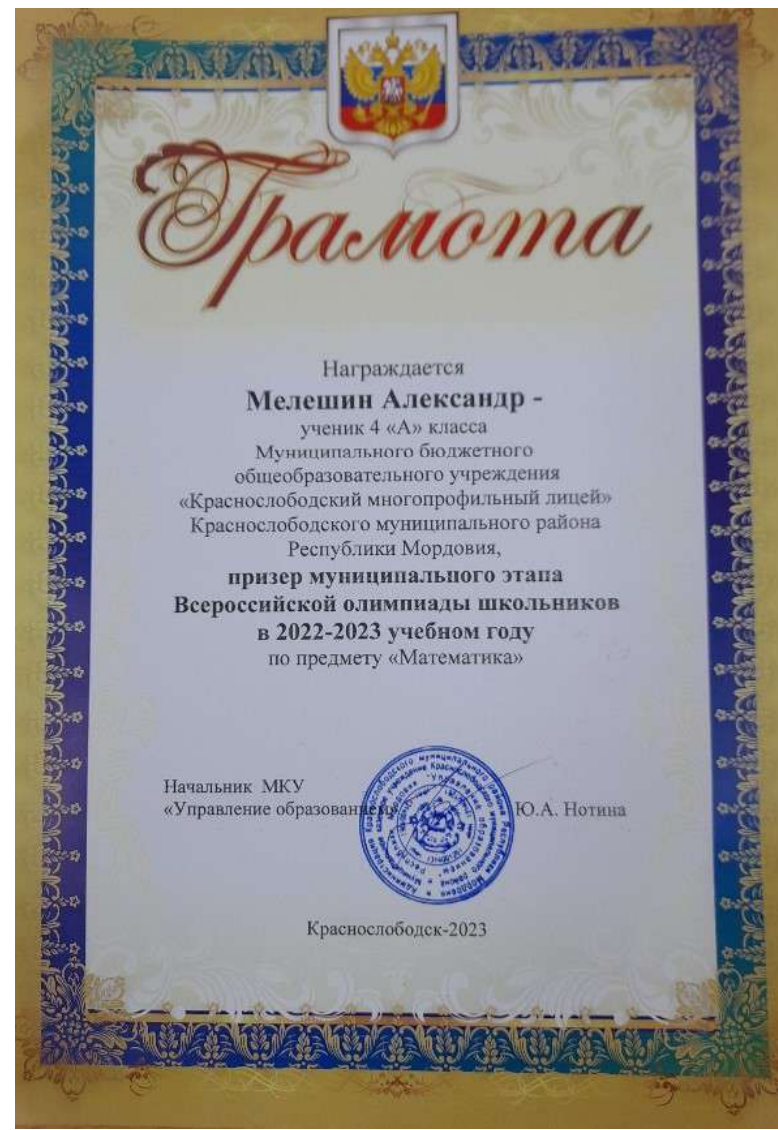 Грамота
Награждается
Мелешин Александр -
ученик 4 «А» класса
Муниципального бюджетного
общеобразовательного учреждения
«Краснослободский многопрофильный лицей»
Краснослободского муниципального района
Республики Мордовия,
призер муниципального этапа
Всероссийской олимпиады школьников
в 2022-2023 учебном году
по предмету «Математика»
Начальник МКУ
«Управление образованием» Ю.А. Нотина
Краснослободск-2023